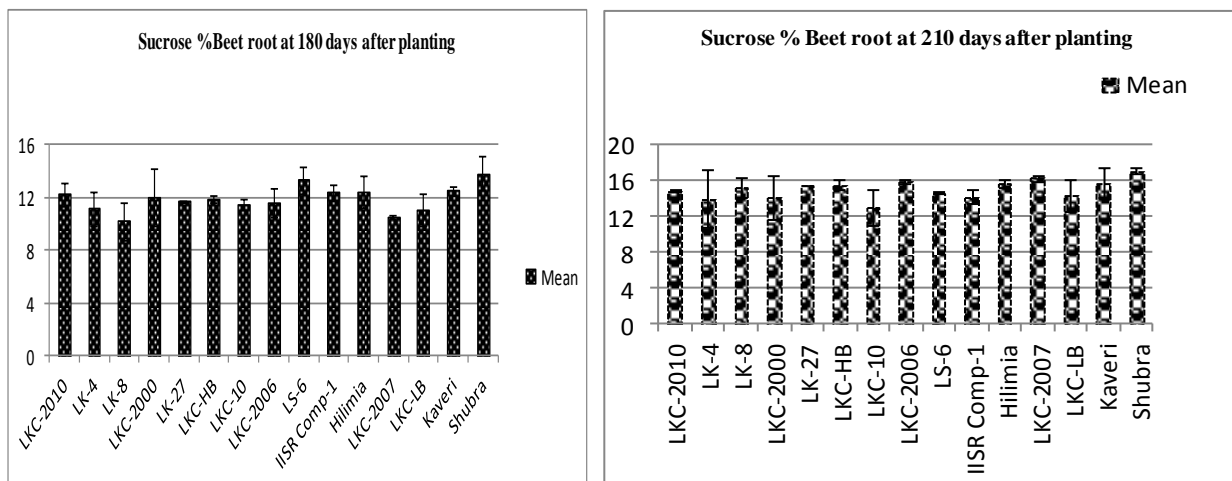 Sucrose %Beet root at 180 days after planting
16
12
8
4
0
LKC-2010
LK-4
LK-8
LKC-2000
LK-27
LKC-HB
LKC-10
LKC-2006
LS-6
IISR Comp-1
Hilimia
LKC-2007
LKC-LB
Kaveri
Shubra
Mean
Sucrose % Beet root at 210 days after planting
Mean
20
16
12
8
4
0
LKC-2010
LK-4
LK-8
LKC-2000
LK-27
LKC-HB
LKC-10
LKC-2006
LS-6
IISR Comp-1
Hilimia
LKC-2007
LKC-LB
Kaveri
Shubra